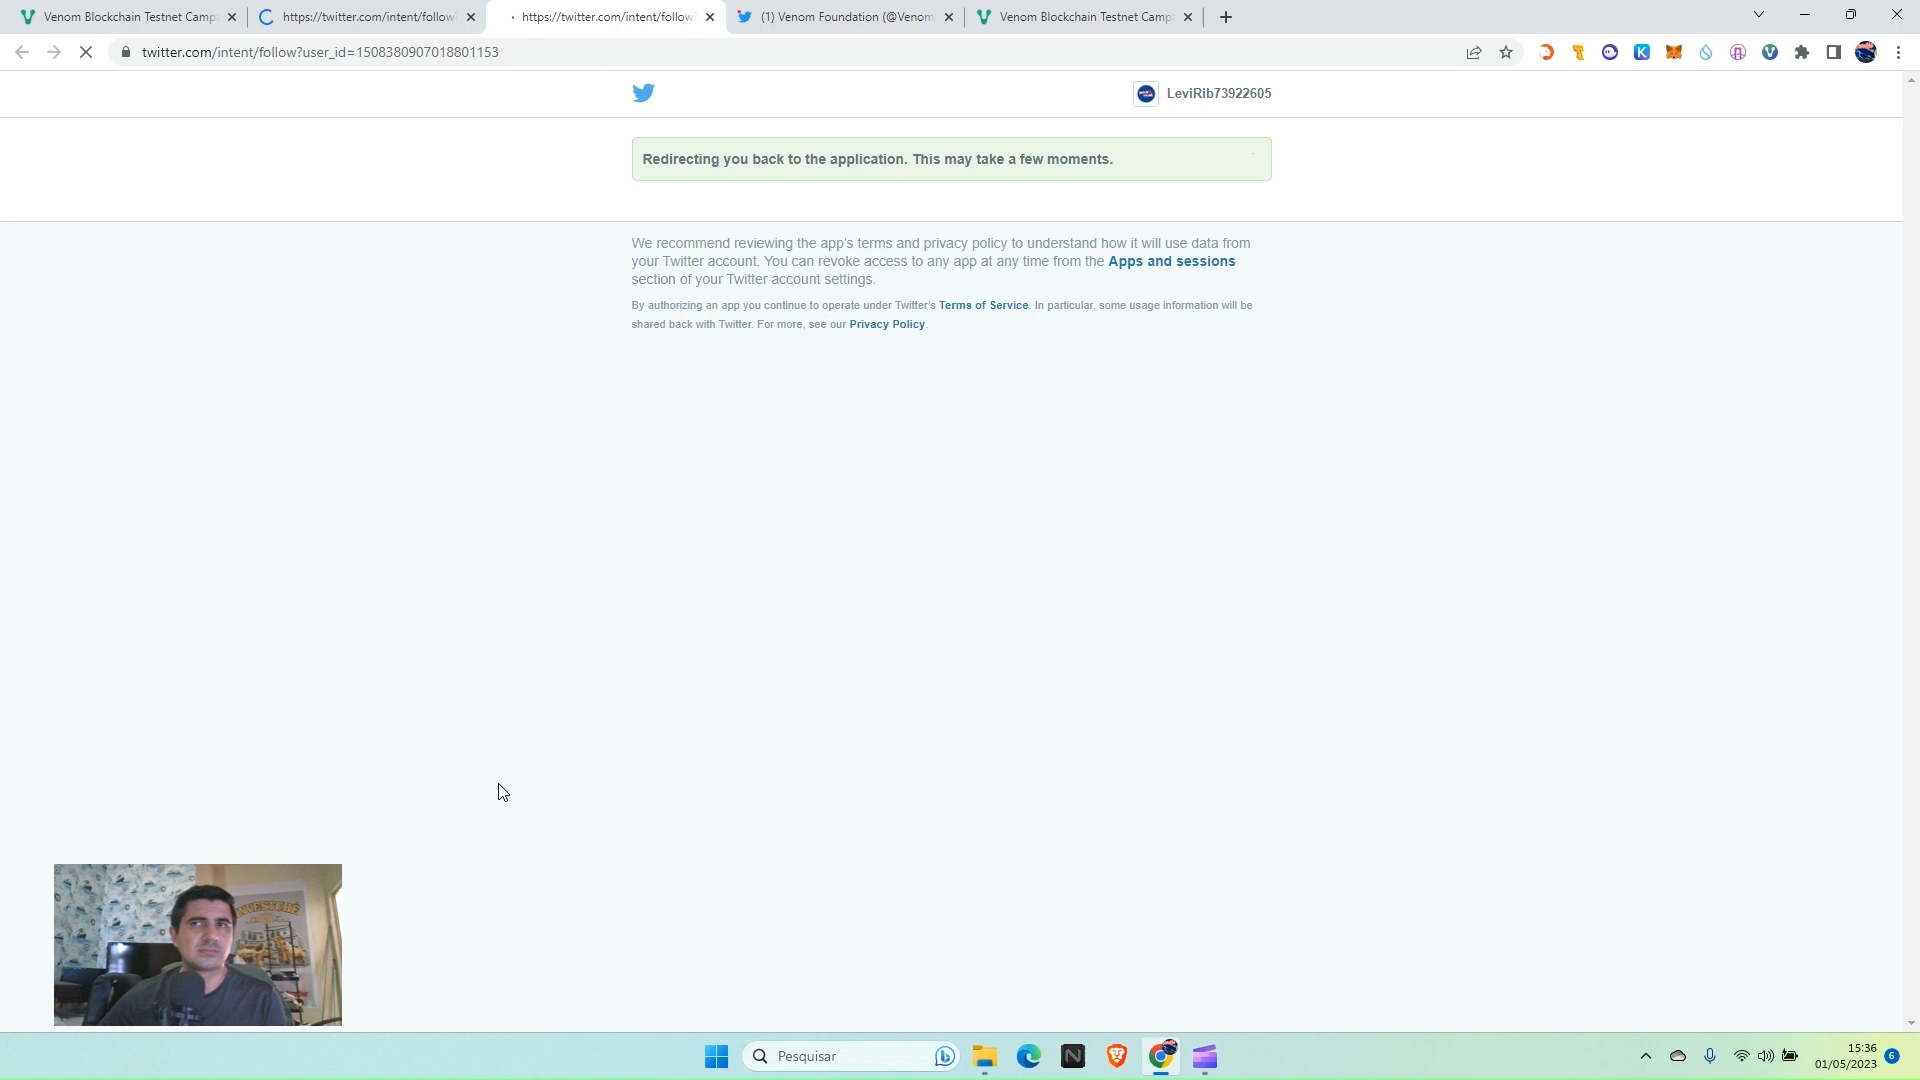 Venom Blockchain Testnet Camp
https://twitter.com/intent/follow
https://twitter.com/intent/follow
(1) Venom Foundation (@Venom
Venom Blockchain Testnet Camp
twitter.com/intent/follow?user_id=1508380907018801153
LeviRib73922605
Redirecting you back to the application. This may take a few moments.
We recommend reviewing the app's terms and privacy policy to understand how it will use data from
your Twitter account. You can revoke access to any app at any time from the Apps and sessions
section of your Twitter account settings.
By authorizing an app you continue to operate under Twitter's Terms of Service. In particular, some usage information will be
shared back with Twitter. For more, see our Privacy Policy.
INVESTCHÉ
Pesquisar
15:36
01/05/2023
6